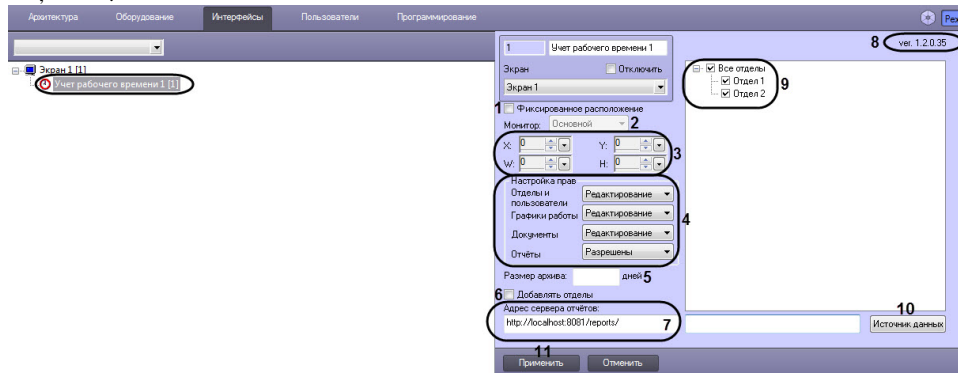 Архитектура Оборудование Интерфейсы Пользователи Программирование
8 ver. 1.2.0.35
1 Учет рабочего времени 1
Экран 1 [1]
Учет рабочего времени 1 [1]
Экран Отключить
Экран 1
Все отделы
Отдел 1
Отдел 2
9
1 Фиксированное расположение
Монитор: Основной 2
X: 0 Y: 0
W: 0 H: 0
3
Настройка прав
Отделы и пользователи Редактирование
Графики работы Редактирование
4
Документы Редактирование
Отчёты Разрешены
Размер архива: дней 5
6 Добавлять отделы
Адрес сервера отчётов:
http://localhost:8081/reports/ 7
10
Источник данных
11
Применить Отменить